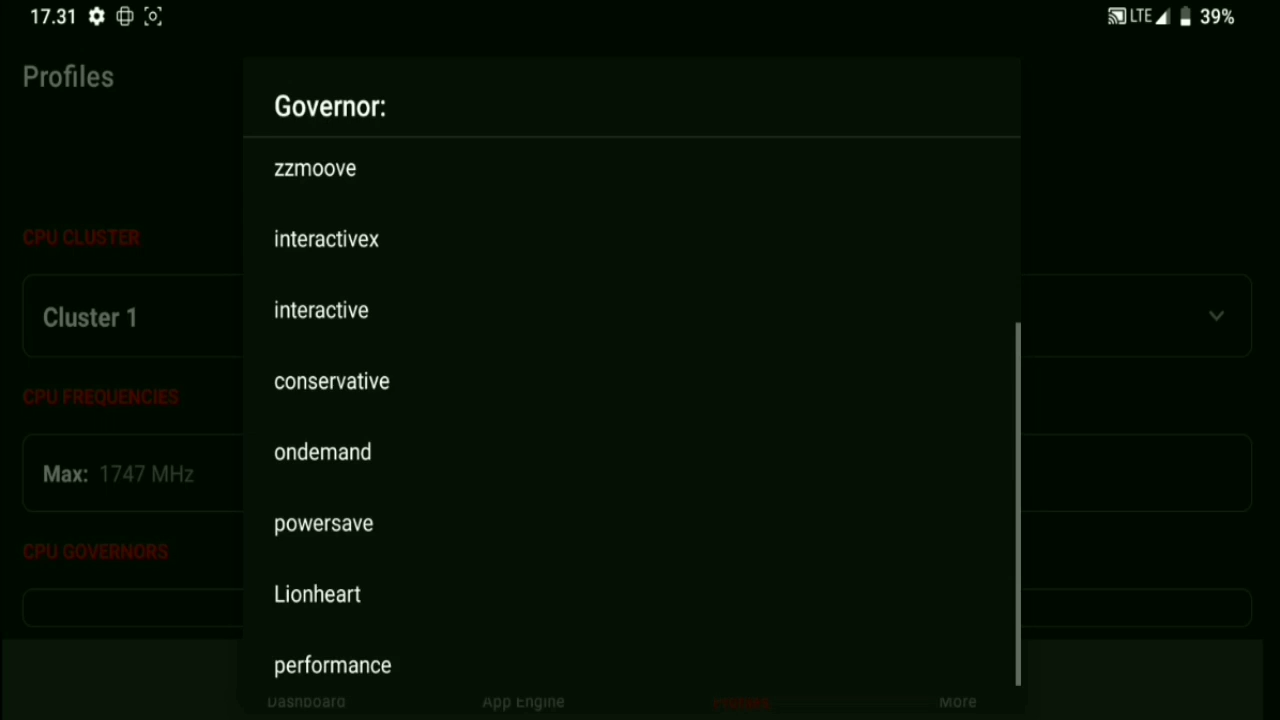 17.31 LTE 39%
Profiles
Governor:
zzmoove
CPU CLUSTER
interactivex
Cluster 1
interactive
CPU FREQUENCIES
conservative
Max: 1747 MHz
ondemand
CPU GOVERNORS
powersave
Lionheart
performance
Dashboard App Engine Profiles More